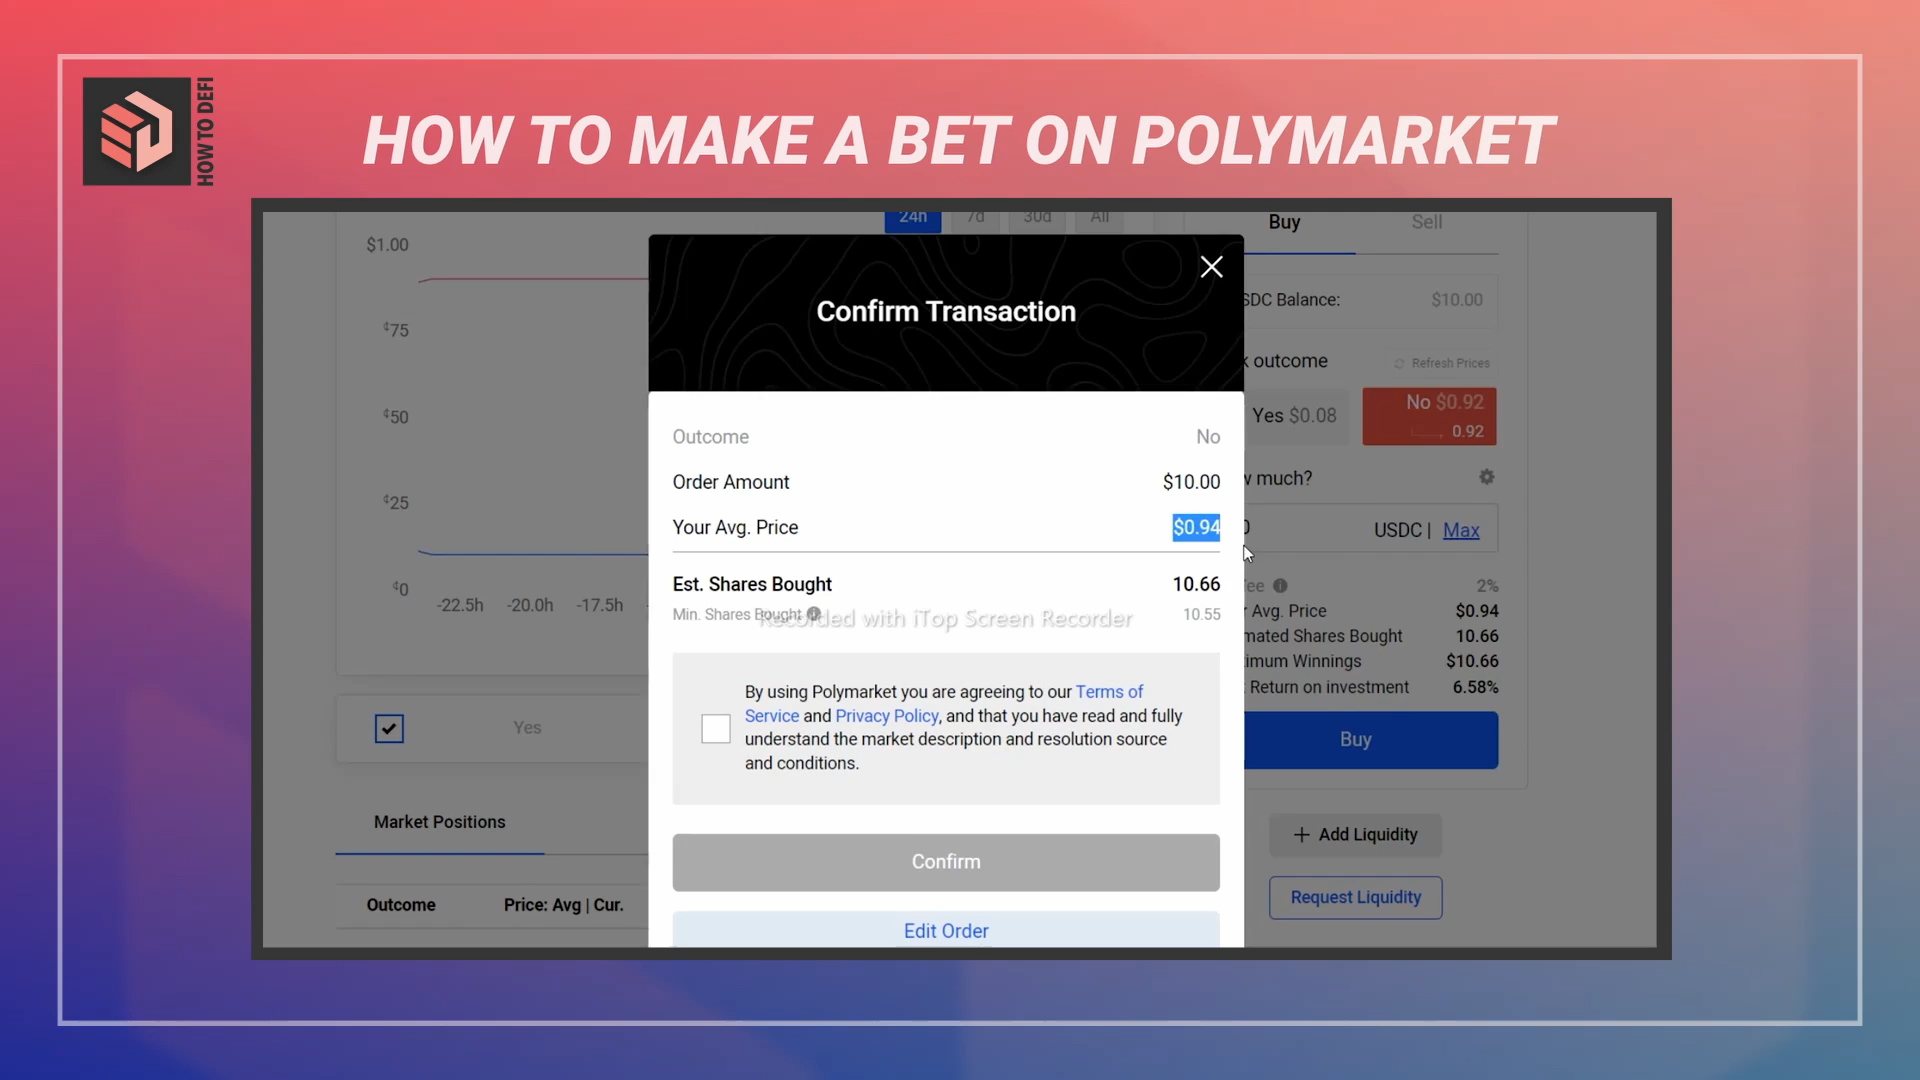 HOW TO DEFI
HOW TO MAKE A BET ON POLYMARKET
24h 7d 30d All
Buy Sell
$1.00
¢75
¢50
¢25
¢0
-22.5h -20.0h -17.5h
Confirm Transaction
Outcome No
Order Amount $10.00
Your Avg. Price $0.94
Est. Shares Bought 10.66
Min. Shares Bought 10.55
Recorded with iTop Screen Recorder
By using Polymarket you are agreeing to our Terms of
Service and Privacy Policy, and that you have read and fully
understand the market description and resolution source
and conditions.
Confirm
Edit Order
Balance: $10.00
outcome Refresh Prices
Yes $0.08 No $0.92
0.92
much?
USDC | Max
2%
Avg. Price $0.94
Shares Bought 10.66
Winnings $10.66
Return on investment 6.58%
Buy
+ Add Liquidity
Request Liquidity
Yes
Market Positions
Outcome Price: Avg | Cur.